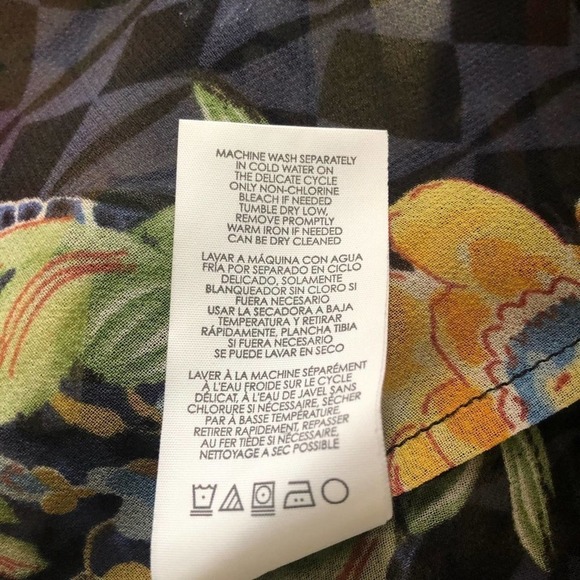 MACHINE WASH SEPARATELY
IN COLD WATER ON
THE DELICATE CYCLE
ONLY NON-CHLORINE
BLEACH IF NEEDED
TUMBLE DRY LOW,
REMOVE PROMPTLY
WARM IRON IF NEEDED
CAN BE DRY CLEANED
LAVAR A MÁQUINA CON AGUA
FRÍA POR SEPARADO EN CICLO
DELICADO, SOLAMENTE
BLANQUEADOR SIN CLORO SI
FUERA NECESARIO
USAR LA SECADORA A BAJA
TEMPERATURA Y RETIRAR
RÁPIDAMENTE, PLANCHA TIBIA
SI FUERA NECESARIO
SE PUEDE LAVAR EN SECO
LAVER À LA MACHINE SÉPARÉMENT
À L'EAU FROIDE SUR LE CYCLE
DÉLICAT, À L'EAU DE JAVEL SANS
CHLORURE SI NÉCESSAIRE, SÉCHER
PAR À BASSE TEMPÉRATURE,
RETIRER RAPIDEMENT, REPASSER
AU FER TIÈDE SI NÉCESSAIRE,
NETTOYAGE A SEC POSSIBLE